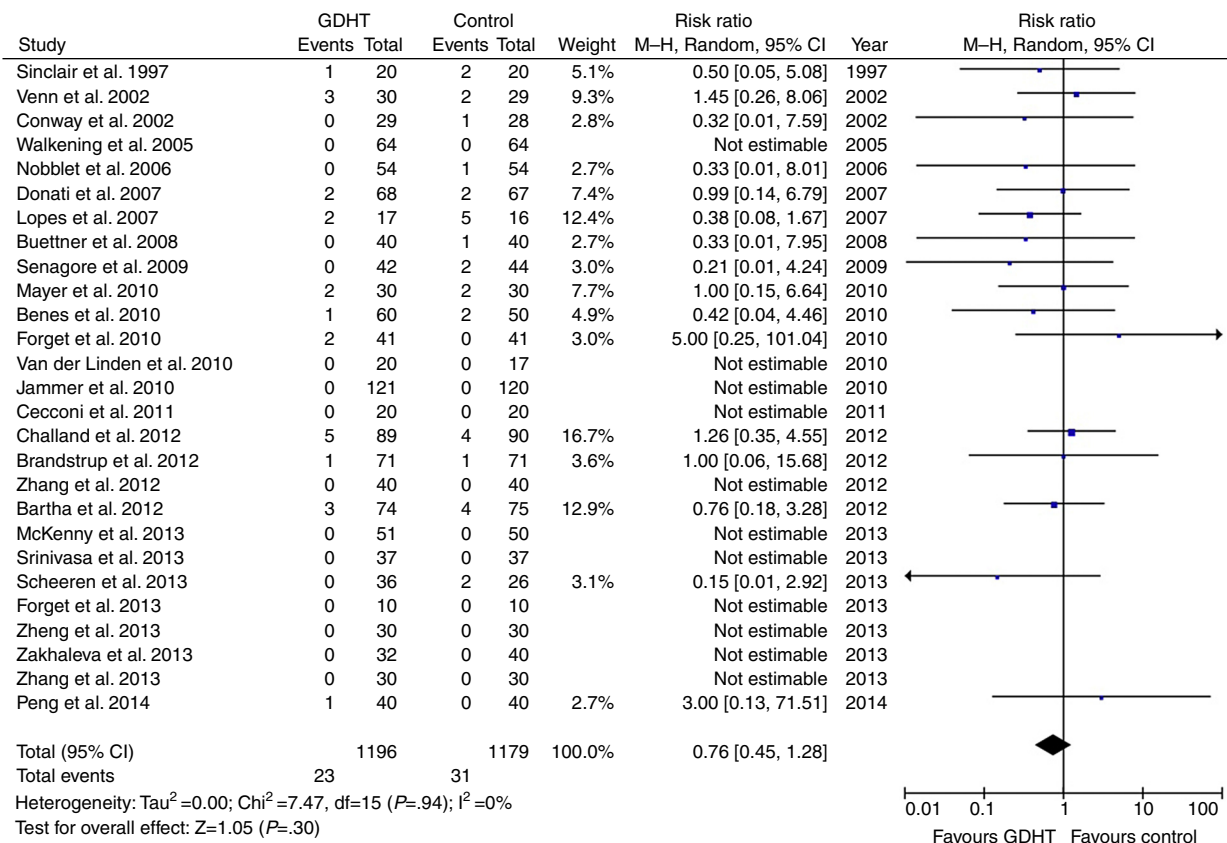 GDHT Control Risk ratio Risk ratio
Study Events Total Events Total Weight M–H, Random, 95% CI Year M–H, Random, 95% CI
Sinclair et al. 1997 1 20 2 20 5.1% 0.50 [0.05, 5.08] 1997
Venn et al. 2002 3 30 2 29 9.3% 1.45 [0.26, 8.06] 2002
Conway et al. 2002 0 29 1 28 2.8% 0.32 [0.01, 7.59] 2002
Walkening et al. 2005 0 64 0 64 Not estimable 2005
Nobblet et al. 2006 0 54 1 54 2.7% 0.33 [0.01, 8.01] 2006
Donati et al. 2007 2 68 2 67 7.4% 0.99 [0.14, 6.79] 2007
Lopes et al. 2007 2 17 5 16 12.4% 0.38 [0.08, 1.67] 2007
Buettner et al. 2008 0 40 1 40 2.7% 0.33 [0.01, 7.95] 2008
Senagore et al. 2009 0 42 2 44 3.0% 0.21 [0.01, 4.24] 2009
Mayer et al. 2010 2 30 2 30 7.7% 1.00 [0.15, 6.64] 2010
Benes et al. 2010 1 60 2 50 4.9% 0.42 [0.04, 4.46] 2010
Forget et al. 2010 2 41 0 41 3.0% 5.00 [0.25, 101.04] 2010
Van der Linden et al. 2010 0 20 0 17 Not estimable 2010
Jammer et al. 2010 0 121 0 120 Not estimable 2010
Cecconi et al. 2011 0 20 0 20 Not estimable 2011
Challand et al. 2012 5 89 4 90 16.7% 1.26 [0.35, 4.55] 2012
Brandstrup et al. 2012 1 71 1 71 3.6% 1.00 [0.06, 15.68] 2012
Zhang et al. 2012 0 40 0 40 Not estimable 2012
Bartha et al. 2012 3 74 4 75 12.9% 0.76 [0.18, 3.28] 2012
McKenny et al. 2013 0 51 0 50 Not estimable 2013
Srinivasa et al. 2013 0 37 0 37 Not estimable 2013
Scheeren et al. 2013 0 36 2 26 3.1% 0.15 [0.01, 2.92] 2013
Forget et al. 2013 0 10 0 10 Not estimable 2013
Zheng et al. 2013 0 30 0 30 Not estimable 2013
Zakhaleva et al. 2013 0 32 0 40 Not estimable 2013
Zhang et al. 2013 0 30 0 30 Not estimable 2013
Peng et al. 2014 1 40 0 40 2.7% 3.00 [0.13, 71.51] 2014
Total (95% CI) 1196 1179 100.0% 0.76 [0.45, 1.28]
Total events 23 31
Heterogeneity: Tau²=0.00; Chi²=7.47, df=15 (P=.94); I²=0%
Test for overall effect: Z=1.05 (P=.30)
0.01 0.1 1 10 100
Favours GDHT Favours control